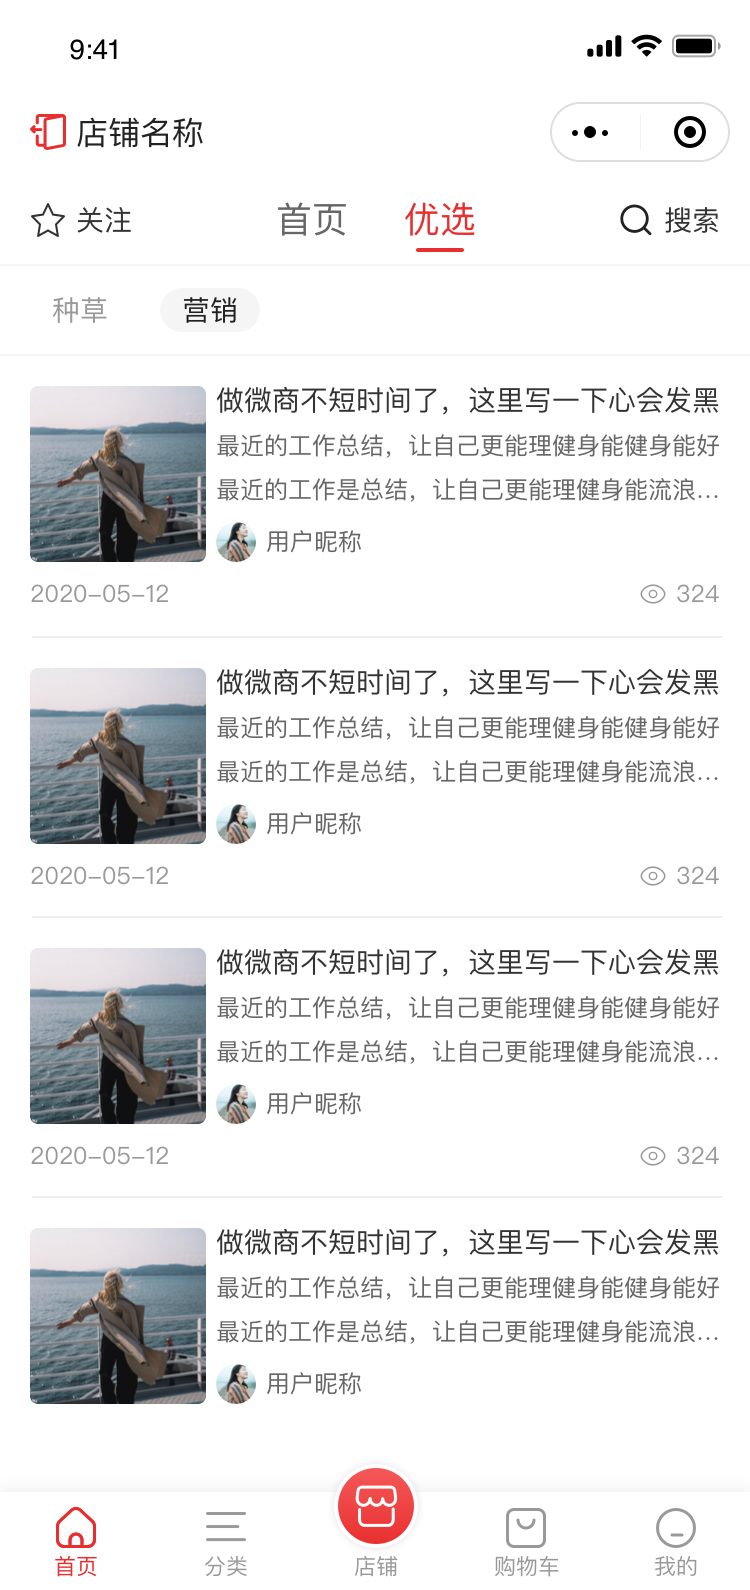 9:41
店铺名称
关注
首页
优选
搜索
种草
营销
做微商不短时间了，这里写一下心会发黑
最近的工作总结，让自己更能理健身能健身能好
最近的工作是总结，让自己更能理健身能流浪...
用户昵称
2020-05-12
324
做微商不短时间了，这里写一下心会发黑
最近的工作总结，让自己更能理健身能健身能好
最近的工作是总结，让自己更能理健身能流浪...
用户昵称
2020-05-12
324
做微商不短时间了，这里写一下心会发黑
最近的工作总结，让自己更能理健身能健身能好
最近的工作是总结，让自己更能理健身能流浪...
用户昵称
2020-05-12
324
做微商不短时间了，这里写一下心会发黑
最近的工作总结，让自己更能理健身能健身能好
最近的工作是总结，让自己更能理健身能流浪...
用户昵称
首页
分类
店铺
购物车
我的